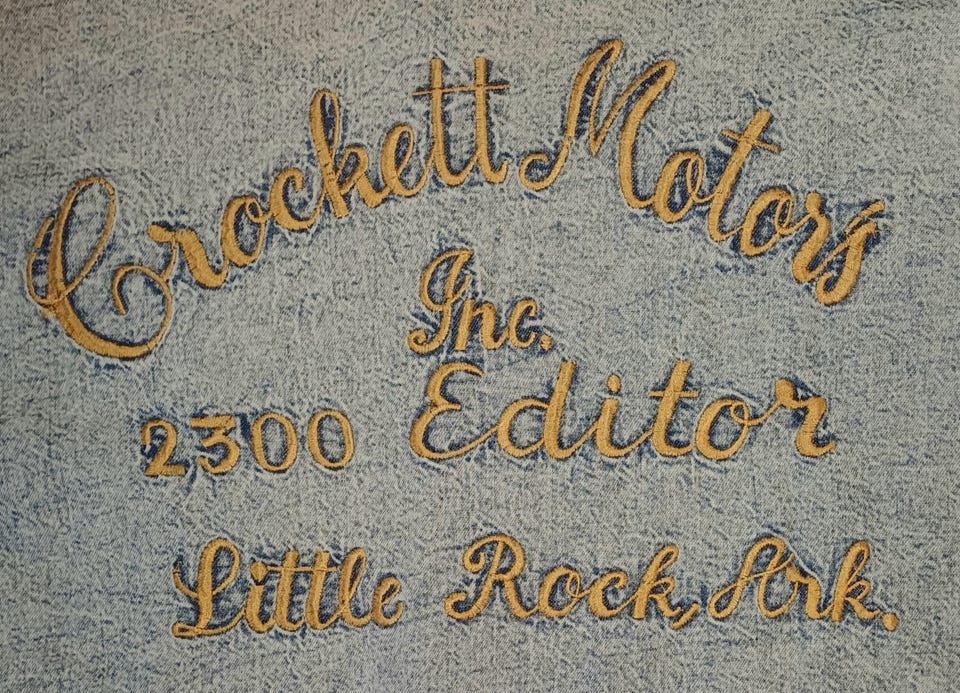 Crockett Motors
Inc.
2300 Editor
Little Rock, Ark.